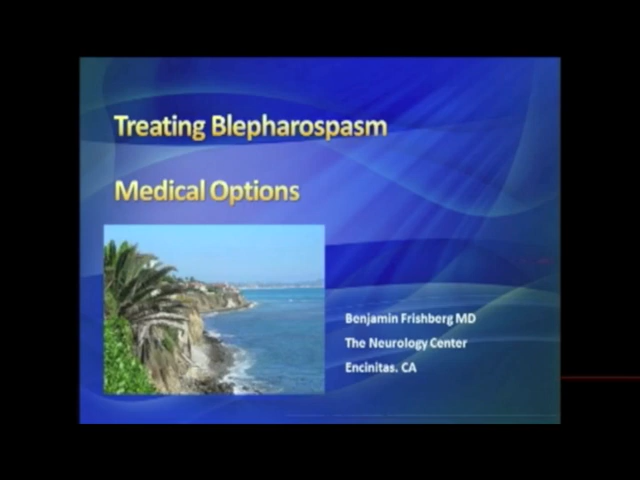 Treating Blepharospasm
Medical Options
Benjamin Frishberg MD
The Neurology Center
Encinitas. CA